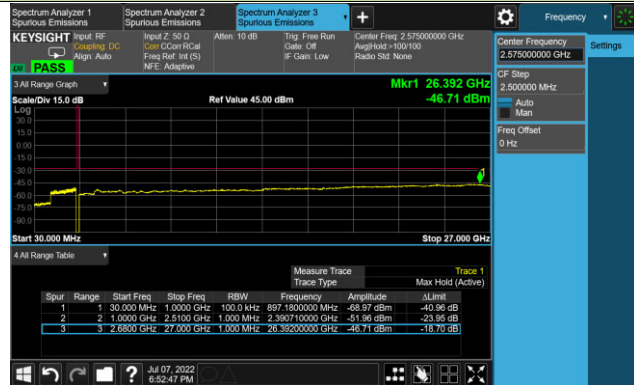 Spectrum Analyzer 1
Spurious Emissions
Spectrum Analyzer 2
Spurious Emissions
Spectrum Analyzer 3
Spurious Emissions
Frequency
KEYSIGHT
Input: RF
Coupling: DC
Align: Auto
Input Z: 50 Ω
Corr CCorr RCal
Freq Ref: Int (S)
NFE: Adaptive
Atten: 10 dB
Trig: Free Run
Gate: Off
IF Gain: Low
Center Freq: 2.575000000 GHz
Avg|Hold:>100/100
Radio Std: None
PASS
Center Frequency
2.575000000 GHz
Settings
CF Step
2.500000 MHz
Auto
Man
Freq Offset
0 Hz
3 All Range Graph
Mkr1 26.392 GHz
Scale/Div 15.0 dB
Ref Value 45.00 dBm
-46.71 dBm
Log
30.0
15.0
0.00
-15.0
-30.0
-45.0
-60.0
-75.0
-90.0
1
Start 30.000 MHz
Stop 27.000 GHz
4 All Range Table
Measure Trace Trace 1
Trace Type Max Hold (Active)
Spur Range Start Freq Stop Freq RBW Frequency Amplitude ΔLimit
1 1 30.000 MHz 1.0000 GHz 100.0 kHz 897.1800000 MHz -68.97 dBm -40.96 dB
2 2 1.0000 GHz 2.5100 GHz 1.000 MHz 2.390710000 GHz -51.96 dBm -23.95 dB
3 3 2.6800 GHz 27.000 GHz 1.000 MHz 26.39200000 GHz -46.71 dBm -18.70 dB
Jul 07, 2022
6:52:47 PM